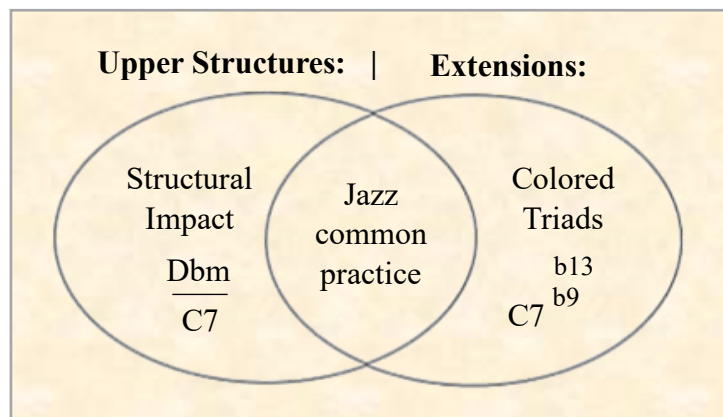 Upper Structures: | Extensions:
Structural
Impact
Dbm
C7
Jazz
common
practice
Colored
Triads
b13
b9
C7